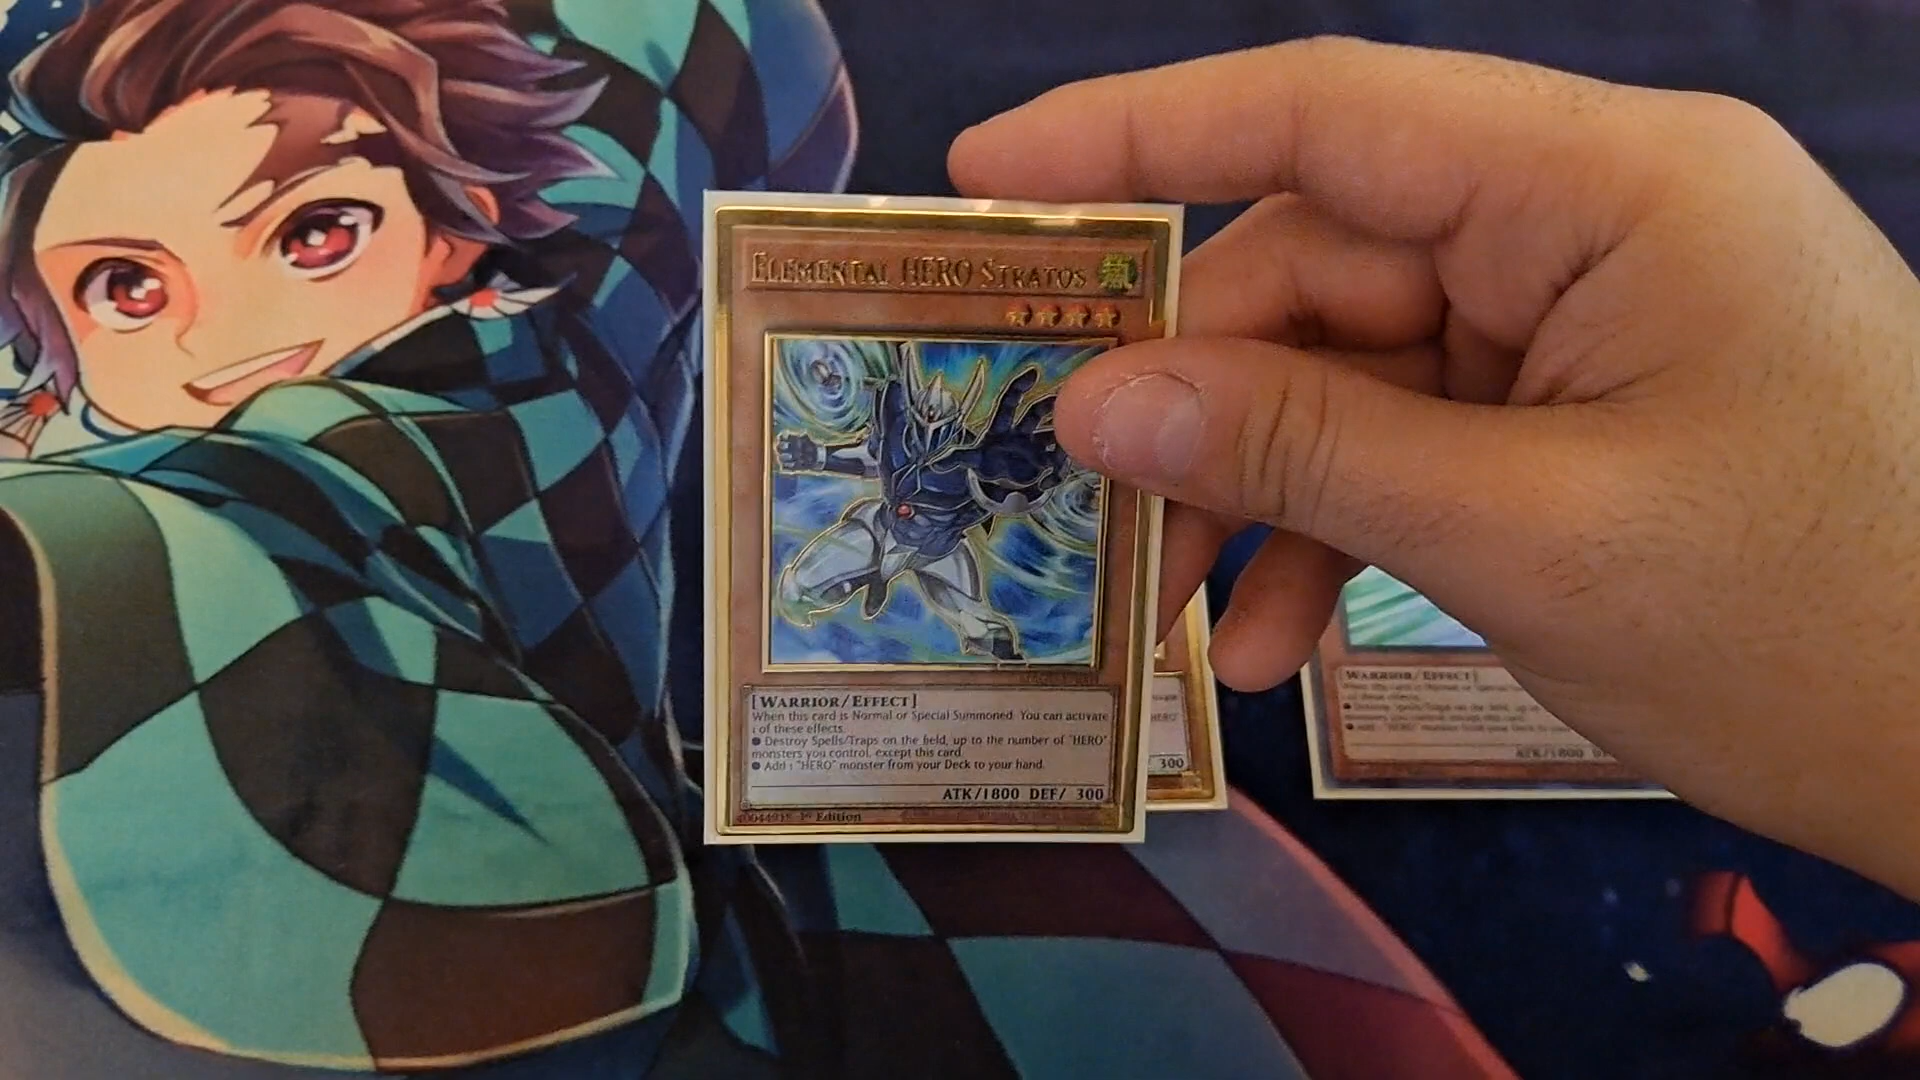 ELEMENTAL HERO STRATOS 風
[WARRIOR/EFFECT]
When this card is Normal or Special Summoned: You can activate
1 of these effects.
● Destroy Spells/Traps on the field, up to the number of "HERO"
monsters you control, except this card.
● Add 1 "HERO" monster from your Deck to your hand.
ATK/1800 DEF/ 300
1st Edition
HERO"
300
WARRIOR/EFFECT]
ATK/1800